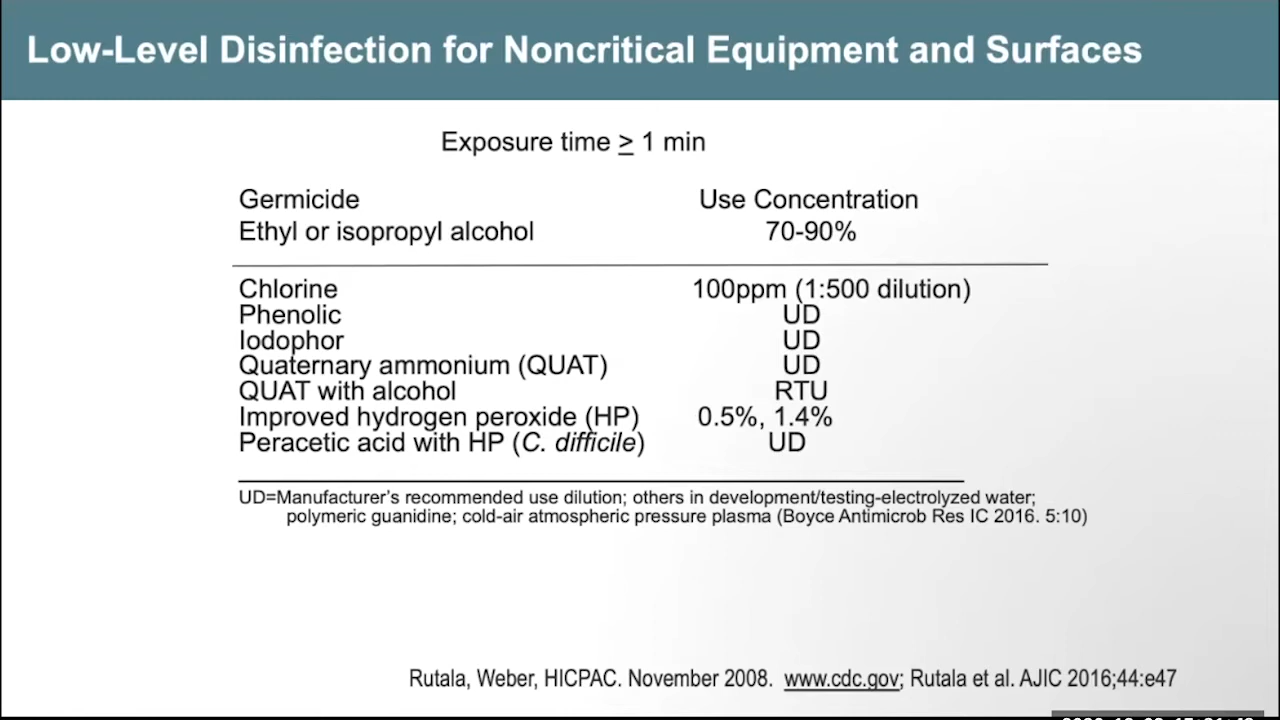 Low-Level Disinfection for Noncritical Equipment and Surfaces
Exposure time ≥ 1 min
Germicide Use Concentration
Ethyl or isopropyl alcohol 70-90%
Chlorine 100ppm (1:500 dilution)
Phenolic UD
Iodophor UD
Quaternary ammonium (QUAT) UD
QUAT with alcohol RTU
Improved hydrogen peroxide (HP) 0.5%, 1.4%
Peracetic acid with HP (C. difficile) UD
UD=Manufacturer's recommended use dilution; others in development/testing-electrolyzed water;
polymeric guanidine; cold-air atmospheric pressure plasma (Boyce Antimicrob Res IC 2016. 5:10)
Rutala, Weber, HICPAC. November 2008. www.cdc.gov; Rutala et al. AJIC 2016;44:e47